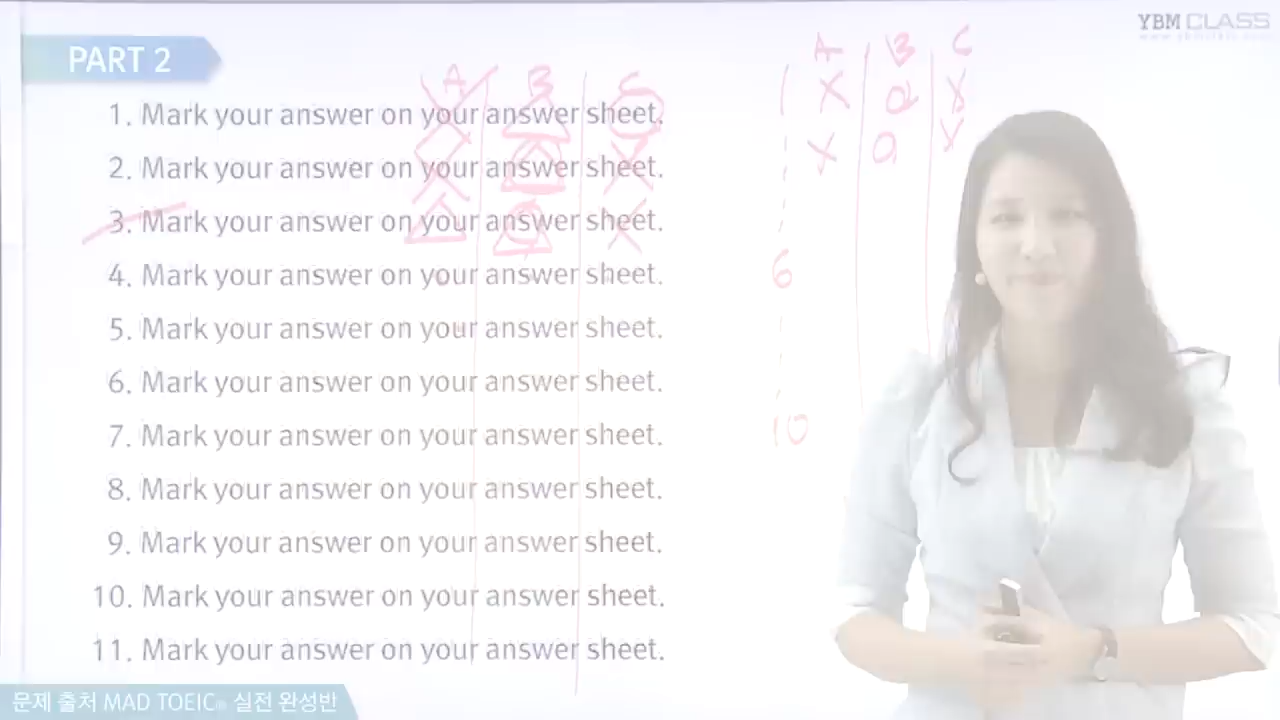 YBM CLASS
PART 2
A B C
A B C
1 X O X
X O X
1. Mark your answer on your answer sheet.
2. Mark your answer on your answer sheet.
3. Mark your answer on your answer sheet.
4. Mark your answer on your answer sheet.
5. Mark your answer on your answer sheet.
6. Mark your answer on your answer sheet.
7. Mark your answer on your answer sheet.
8. Mark your answer on your answer sheet.
9. Mark your answer on your answer sheet.
10. Mark your answer on your answer sheet.
11. Mark your answer on your answer sheet.
6
10
문제 출처 MAD TOEIC® 실전 완성반